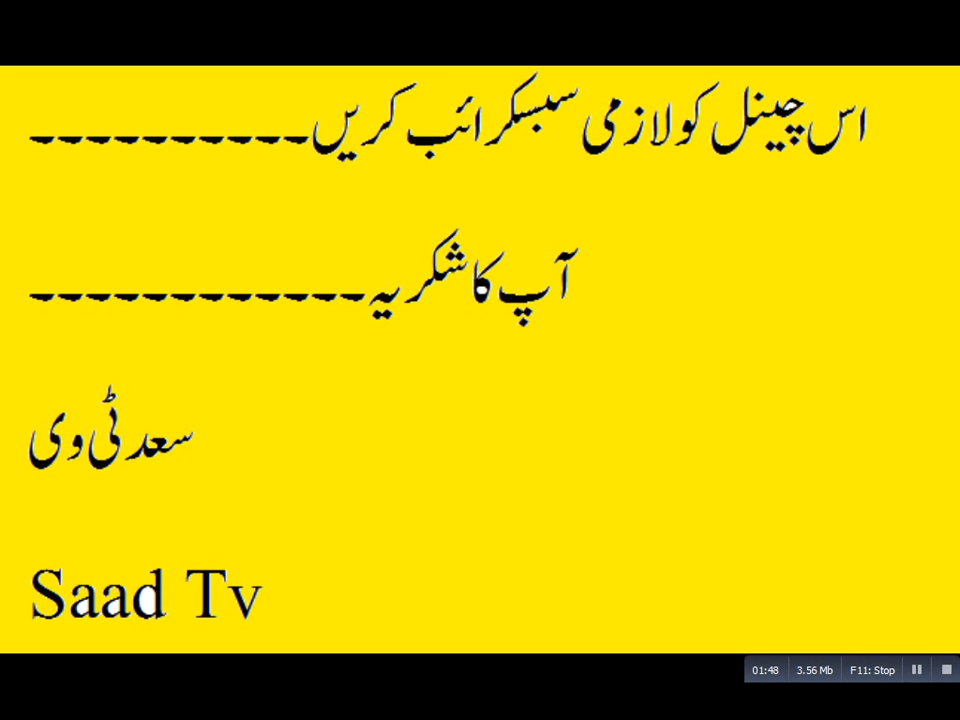 اس چینل کو لازمی سبسکرائب کریں۔۔۔۔۔۔۔۔۔۔
آپ کا شکریہ۔۔۔۔۔۔۔۔۔۔۔۔
سعد ٹی وی
Saad Tv
01:48 3.56 Mb F11: Stop